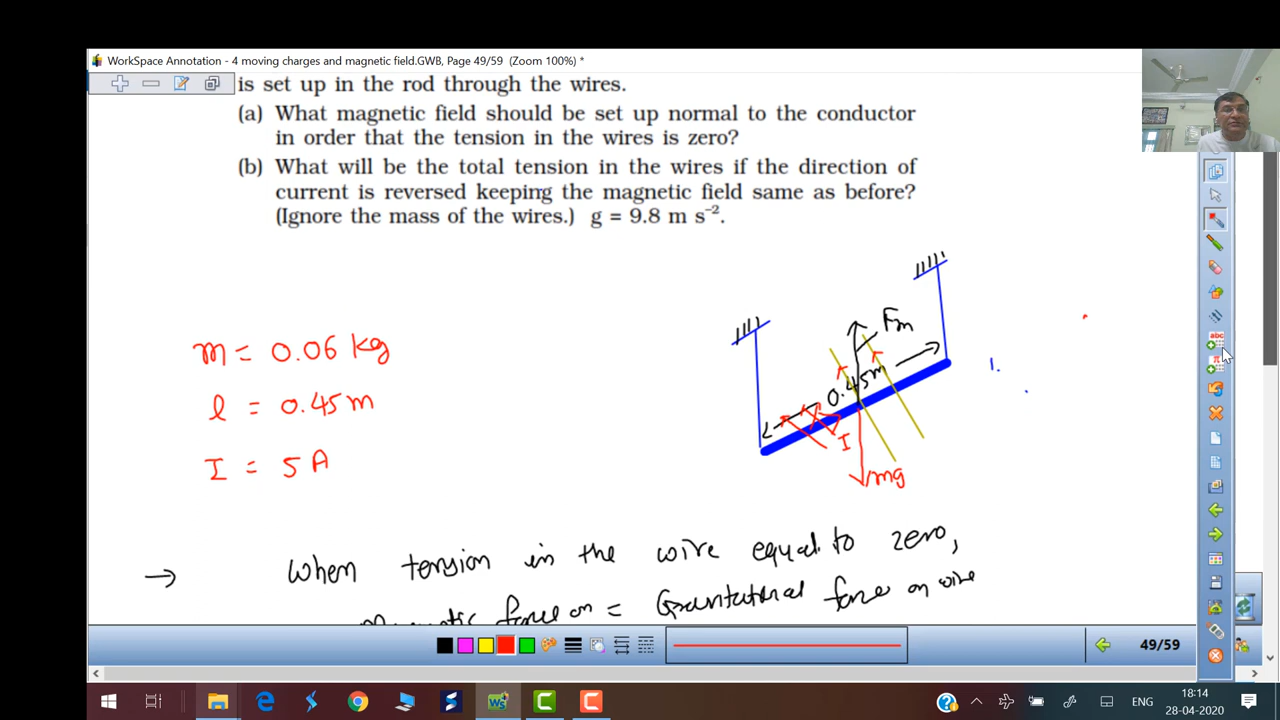 WorkSpace Annotation - 4 moving charges and magnetic field.GWB, Page 49/59 (Zoom 100%) *
is set up in the rod through the wires.
(a) What magnetic field should be set up normal to the conductor
in order that the tension in the wires is zero?
(b) What will be the total tension in the wires if the direction of
current is reversed keeping the magnetic field same as before?
(Ignore the mass of the wires.) g = 9.8 m s⁻².
Fm
0.45m
I
mg
m = 0.06 kg
l = 0.45 m
I = 5 A
→ When tension in the wire equal to zero,
Magnetic force on = Gravitational force on wire
abc
π
49/59
ENG
18:14
28-04-2020